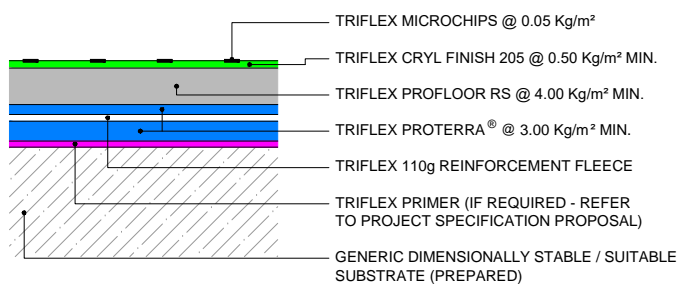 TRIFLEX MICROCHIPS @ 0.05 Kg/m²
TRIFLEX CRYL FINISH 205 @ 0.50 Kg/m² MIN.
TRIFLEX PROFLOOR RS @ 4.00 Kg/m² MIN.
TRIFLEX PROTERRA® @ 3.00 Kg/m² MIN.
TRIFLEX 110g REINFORCEMENT FLEECE
TRIFLEX PRIMER (IF REQUIRED - REFER
TO PROJECT SPECIFICATION PROPOSAL)
GENERIC DIMENSIONALLY STABLE / SUITABLE
SUBSTRATE (PREPARED)